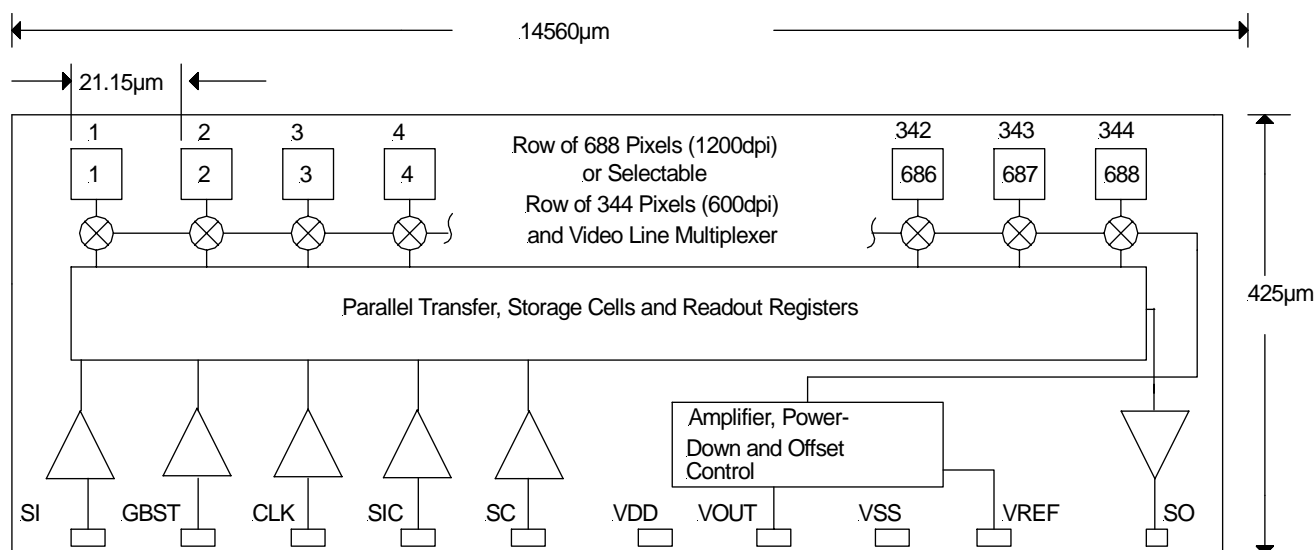 14560µm
21.15µm
1 2 3 4 342 343 344
1 2 3 4 686 687 688
Row of 688 Pixels (1200dpi)
or Selectable
Row of 344 Pixels (600dpi)
and Video Line Multiplexer
425µm
Parallel Transfer, Storage Cells and Readout Registers
Amplifier, Power-
Down and Offset
Control
SI GBST CLK SIC SC VDD VOUT VSS VREF SO